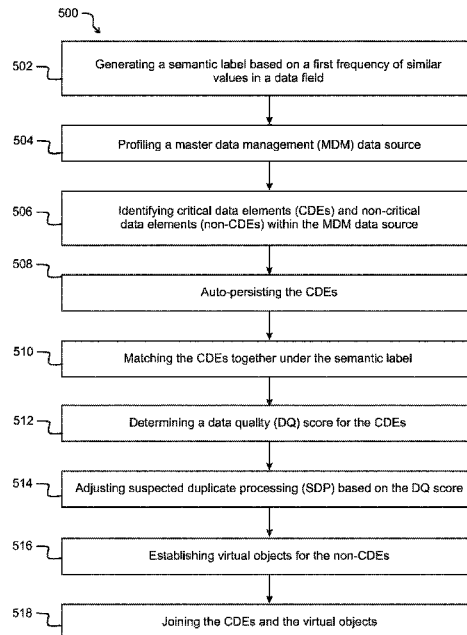 500
502
Generating a semantic label based on a first frequency of similar
values in a data field
504
Profiling a master data management (MDM) data source
506
Identifying critical data elements (CDEs) and non-critical
data elements (non-CDEs) within the MDM data source
508
Auto-persisting the CDEs
510
Matching the CDEs together under the semantic label
512
Determining a data quality (DQ) score for the CDEs
514
Adjusting suspected duplicate processing (SDP) based on the DQ score
516
Establishing virtual objects for the non-CDEs
518
Joining the CDEs and the virtual objects